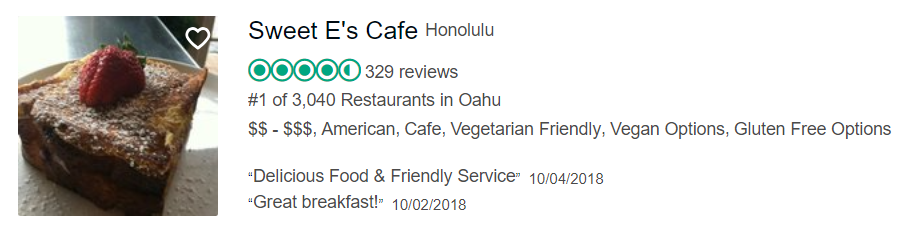 Sweet E's Cafe Honolulu
329 reviews
#1 of 3,040 Restaurants in Oahu
$$ - $$$, American, Cafe, Vegetarian Friendly, Vegan Options, Gluten Free Options
“Delicious Food & Friendly Service” 10/04/2018
“Great breakfast!” 10/02/2018